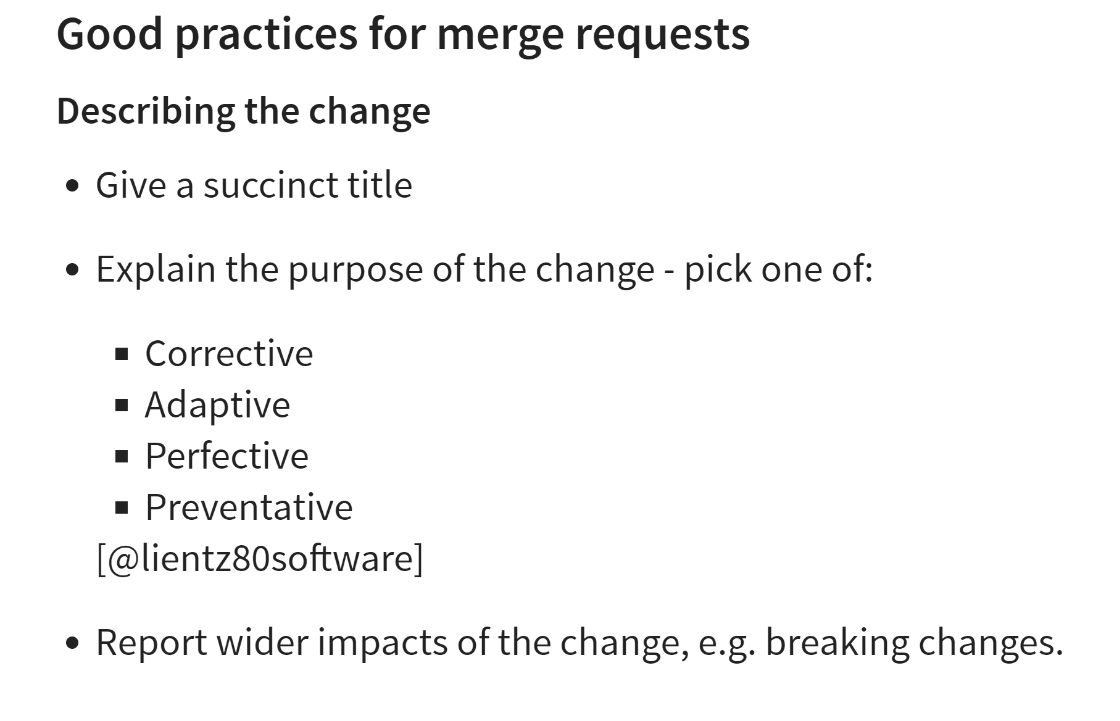 Good practices for merge requests
Describing the change
• Give a succinct title
• Explain the purpose of the change - pick one of:
▪ Corrective
▪ Adaptive
▪ Perfective
▪ Preventative
[@lientz80software]
• Report wider impacts of the change, e.g. breaking changes.